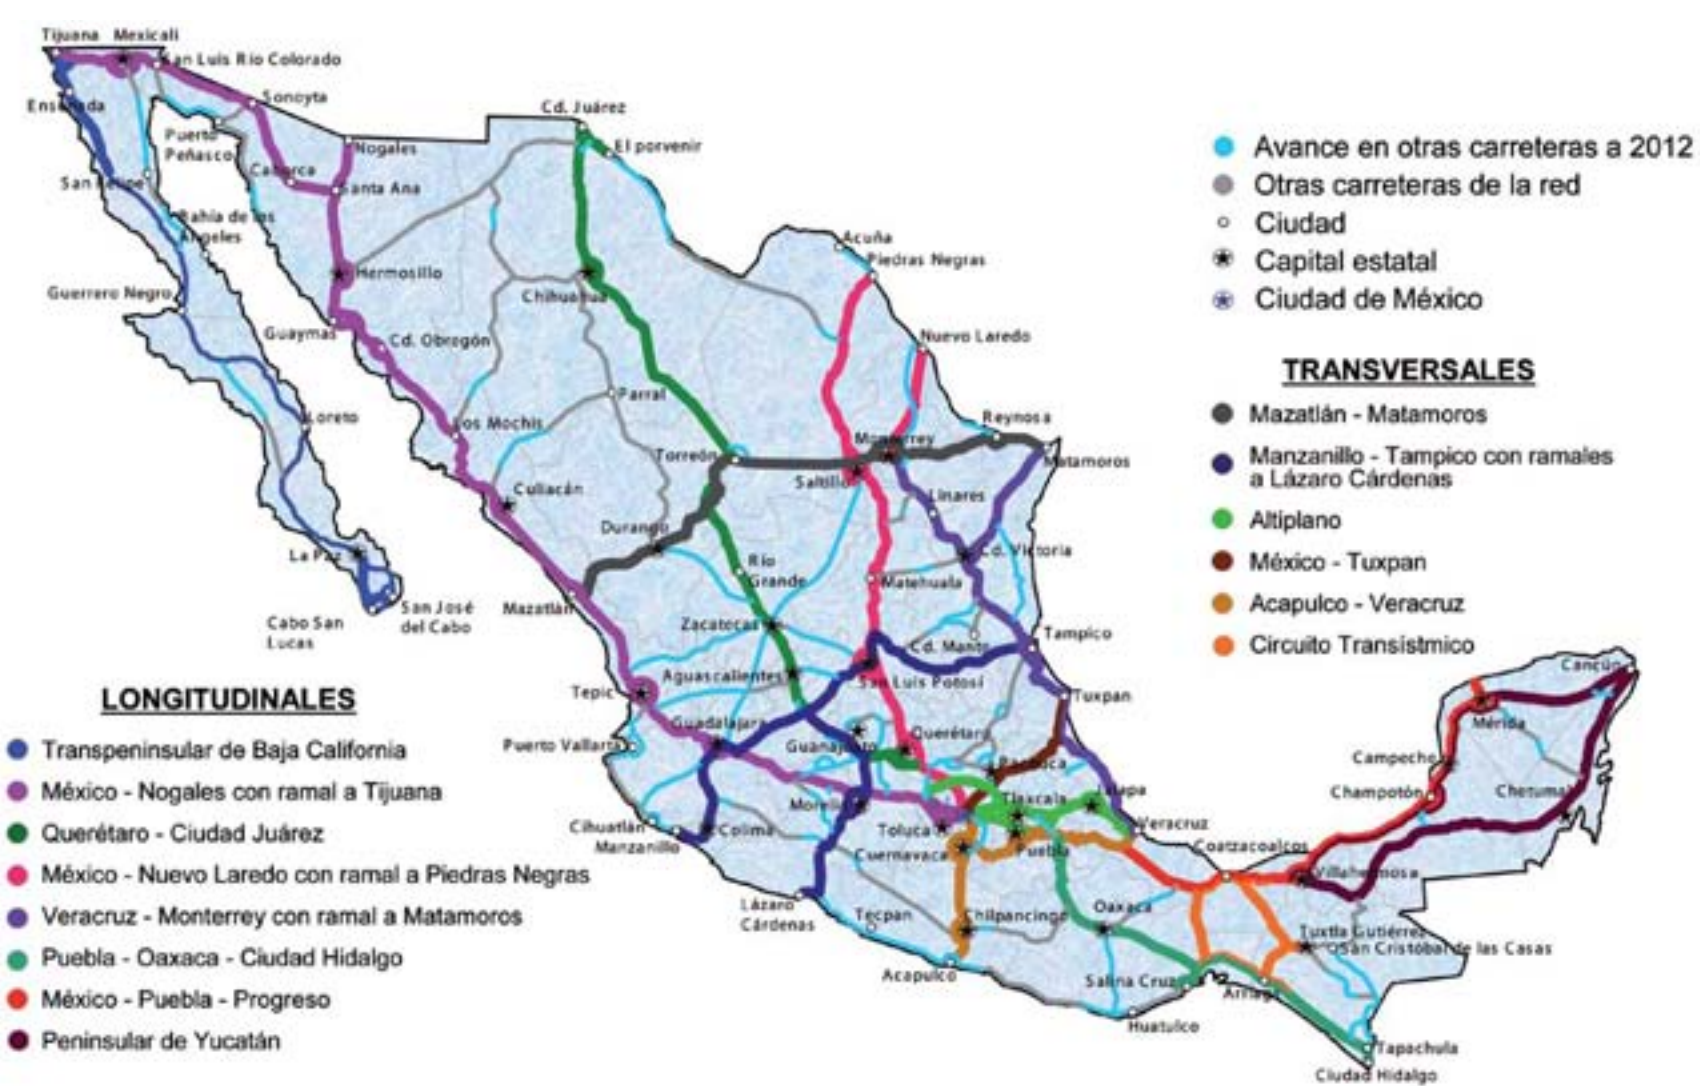 Tijuana
Mexicali
San Luis Río Colorado
Ensenada
Sonoyta
Puerto
Peñasco
Nogales
Caborca
Santa Ana
San Felipe
Bahía de los
Ángeles
Hermosillo
Guerrero Negro
Guaymas
Cd. Obregón
Loreto
Los Mochis
La Paz
Cabo San
Lucas
San José
del Cabo
Cd. Juárez
El porvenir
Chihuahua
Parral
Acuña
Piedras Negras
Nuevo Laredo
Reynosa
Monterrey
Matamoros
Torreón
Saltillo
Linares
Culiacán
Durango
Cd. Victoria
Río
Grande
Matehuala
Mazatlán
Zacatecas
Cd. Mante
Tampico
Aguascalientes
San Luis Potosí
Tepic
Tuxpan
Guadalajara
Puerto Vallarta
Guanajuato
Querétaro
Pachuca
Morelia
Tlaxcala
Jalapa
Cihuatlán
Manzanillo
Colima
Toluca
Veracruz
Cuernavaca
Puebla
Coatzacoalcos
Villahermosa
Lázaro
Cárdenas
Tecpan
Chilpancingo
Oaxaca
Tuxtla Gutiérrez
San Cristóbal de las Casas
Acapulco
Salina Cruz
Arriaga
Huatulco
Tapachula
Ciudad Hidalgo
Cancún
Mérida
Campeche
Champotón
Chetumal
Avance en otras carreteras a 2012
Otras carreteras de la red
Ciudad
Capital estatal
Ciudad de México
TRANSVERSALES
Mazatlán - Matamoros
Manzanillo - Tampico con ramales
a Lázaro Cárdenas
Altiplano
México - Tuxpan
Acapulco - Veracruz
Circuito Transístmico
LONGITUDINALES
Transpeninsular de Baja California
México - Nogales con ramal a Tijuana
Querétaro - Ciudad Juárez
México - Nuevo Laredo con ramal a Piedras Negras
Veracruz - Monterrey con ramal a Matamoros
Puebla - Oaxaca - Ciudad Hidalgo
México - Puebla - Progreso
Peninsular de Yucatán